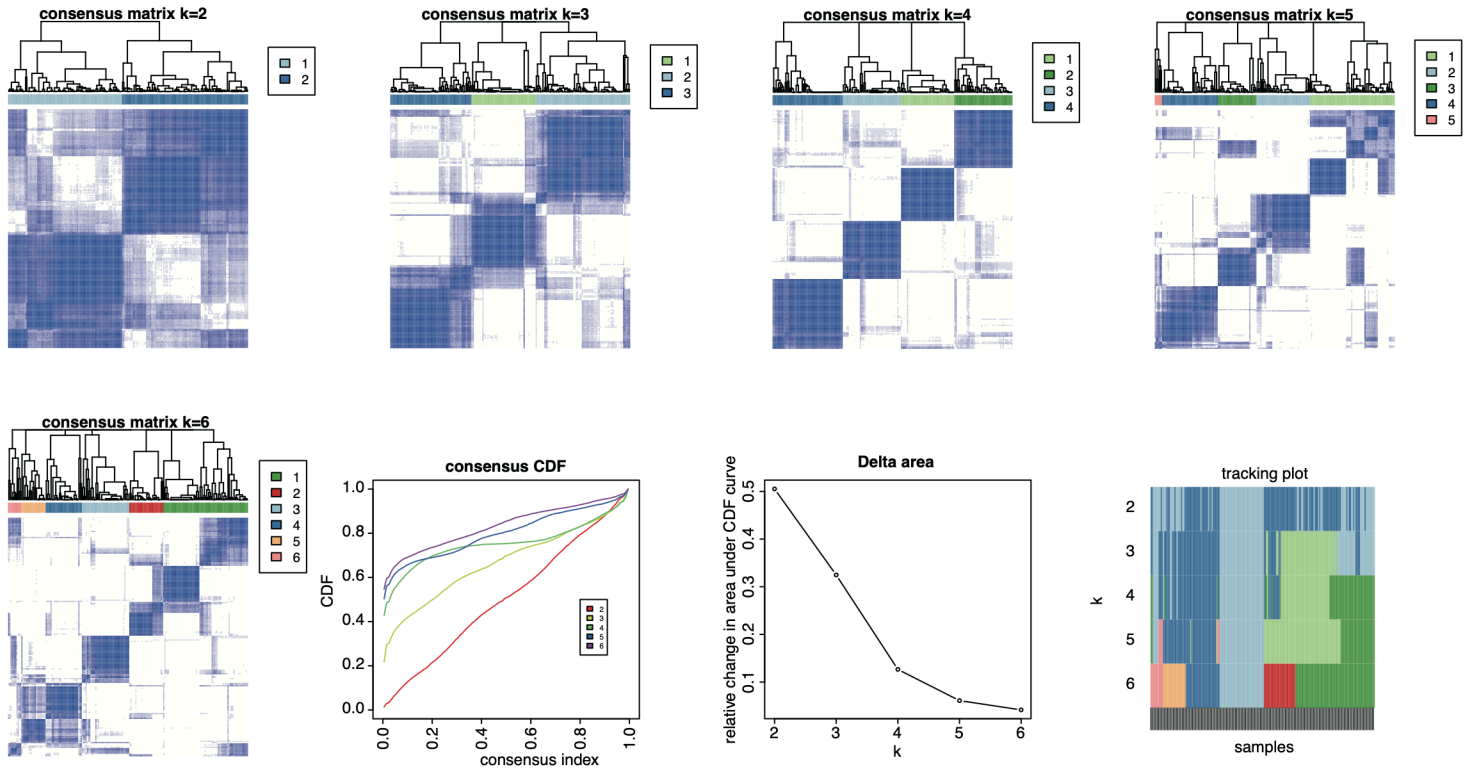 consensus matrix k=2
1
2
consensus matrix k=3
1
2
3
consensus matrix k=4
1
2
3
4
consensus matrix k=5
1
2
3
4
5
consensus matrix k=6
1
2
3
4
5
6
consensus CDF
CDF
1.0
0.8
0.6
0.4
0.2
0.0
2
3
4
5
6
0.0 0.2 0.4 0.6 0.8 1.0
consensus index
Delta area
relative change in area under CDF curve
0.5
0.4
0.3
0.2
0.1
2 3 4 5 6
k
tracking plot
k
2
3
4
5
6
samples